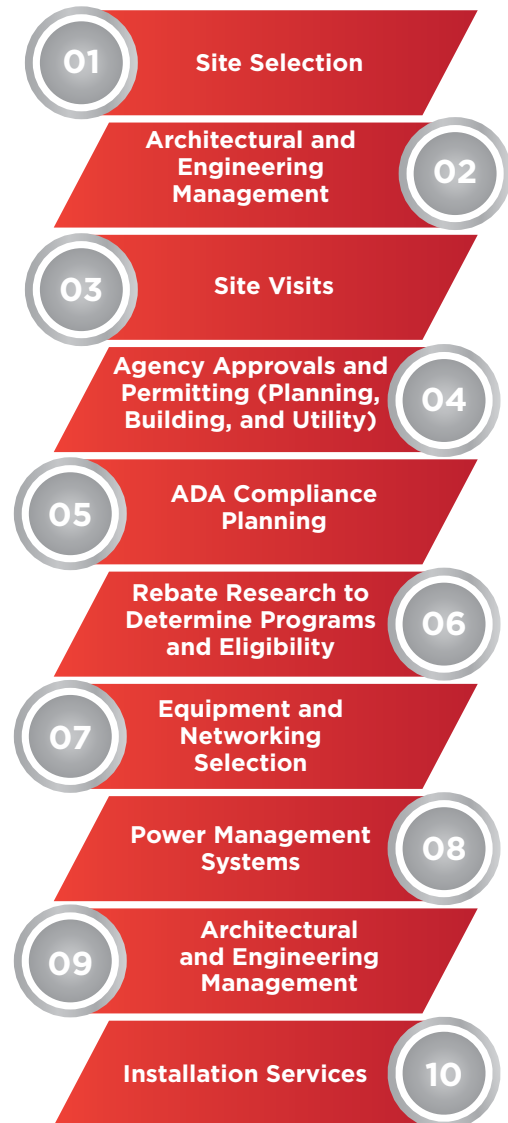 01
Site Selection
Architectural and
Engineering
Management
02
03
Site Visits
Agency Approvals and
Permitting (Planning,
Building, and Utility)
04
05
ADA Compliance
Planning
Rebate Research to
Determine Programs
and Eligibility
06
07
Equipment and
Networking
Selection
Power Management
Systems
08
09
Architectural
and Engineering
Management
Installation Services
10